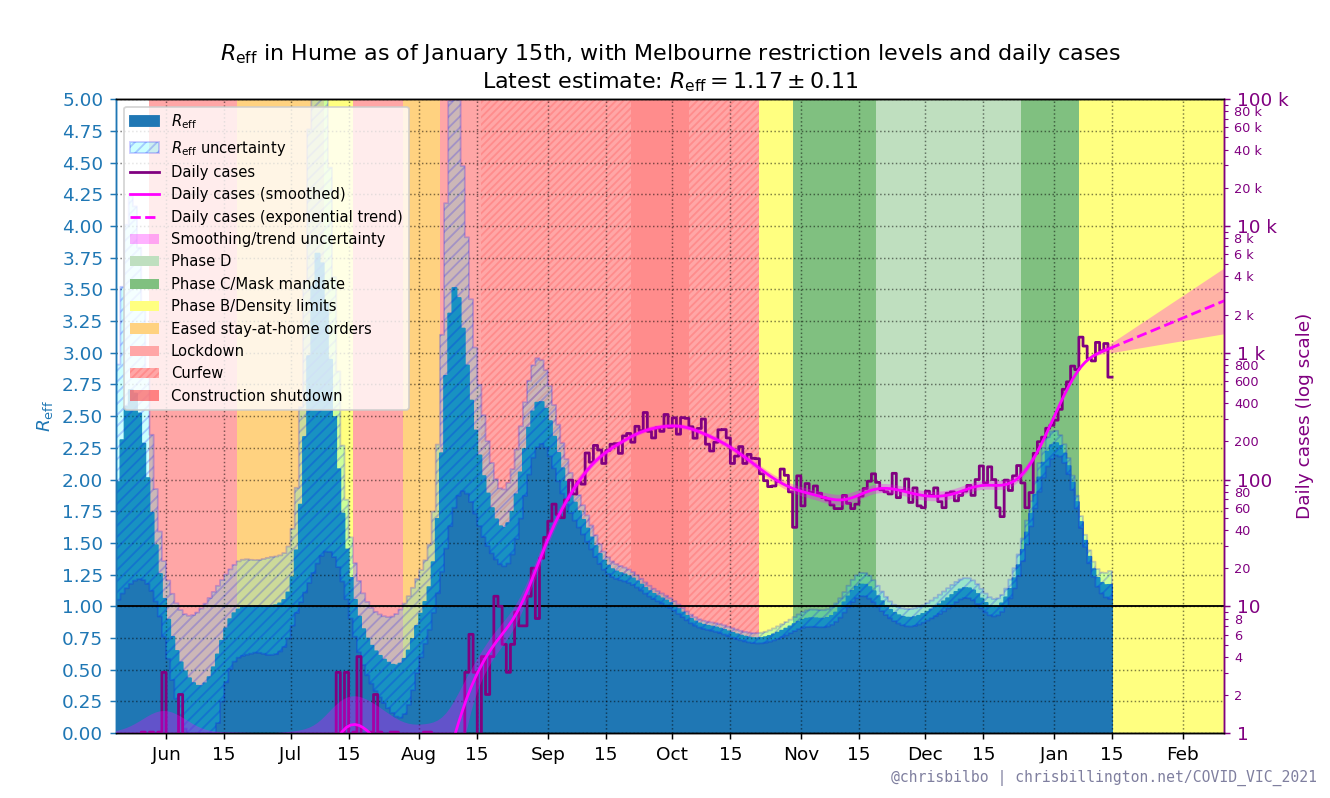 R_eff in Hume as of January 15th, with Melbourne restriction levels and daily cases
Latest estimate: R_eff = 1.17 ± 0.11
R_eff
R_eff uncertainty
Daily cases
Daily cases (smoothed)
Daily cases (exponential trend)
Smoothing/trend uncertainty
Phase D
Phase C/Mask mandate
Phase B/Density limits
Eased stay-at-home orders
Lockdown
Curfew
Construction shutdown
R_eff
5.00
4.75
4.50
4.25
4.00
3.75
3.50
3.25
3.00
2.75
2.50
2.25
2.00
1.75
1.50
1.25
1.00
0.75
0.50
0.25
0.00
Jun 15 Jul 15 Aug 15 Sep 15 Oct 15 Nov 15 Dec 15 Jan 15 Feb
100 k
80 k
60 k
40 k
20 k
10 k
8 k
6 k
4 k
2 k
1 k
800
600
400
200
100
80
60
40
20
10
8
6
4
2
1
Daily cases (log scale)
@chrisbilbo | chrisbillington.net/COVID_VIC_2021